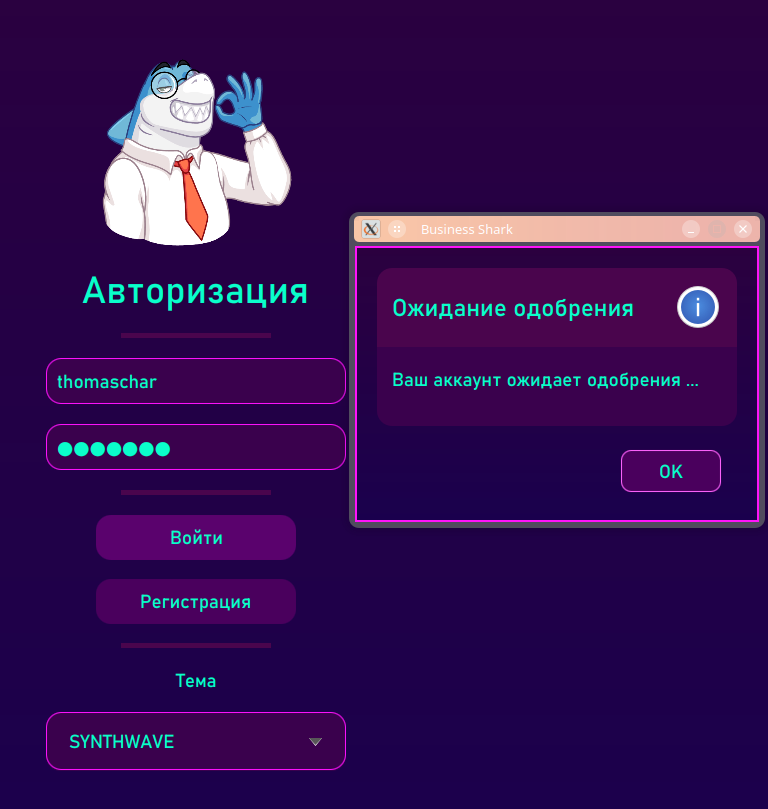 Авторизация
thomaschar
Войти
Регистрация
Тема
SYNTHWAVE
Business Shark
Ожидание одобрения
i
Ваш аккаунт ожидает одобрения ...
OK